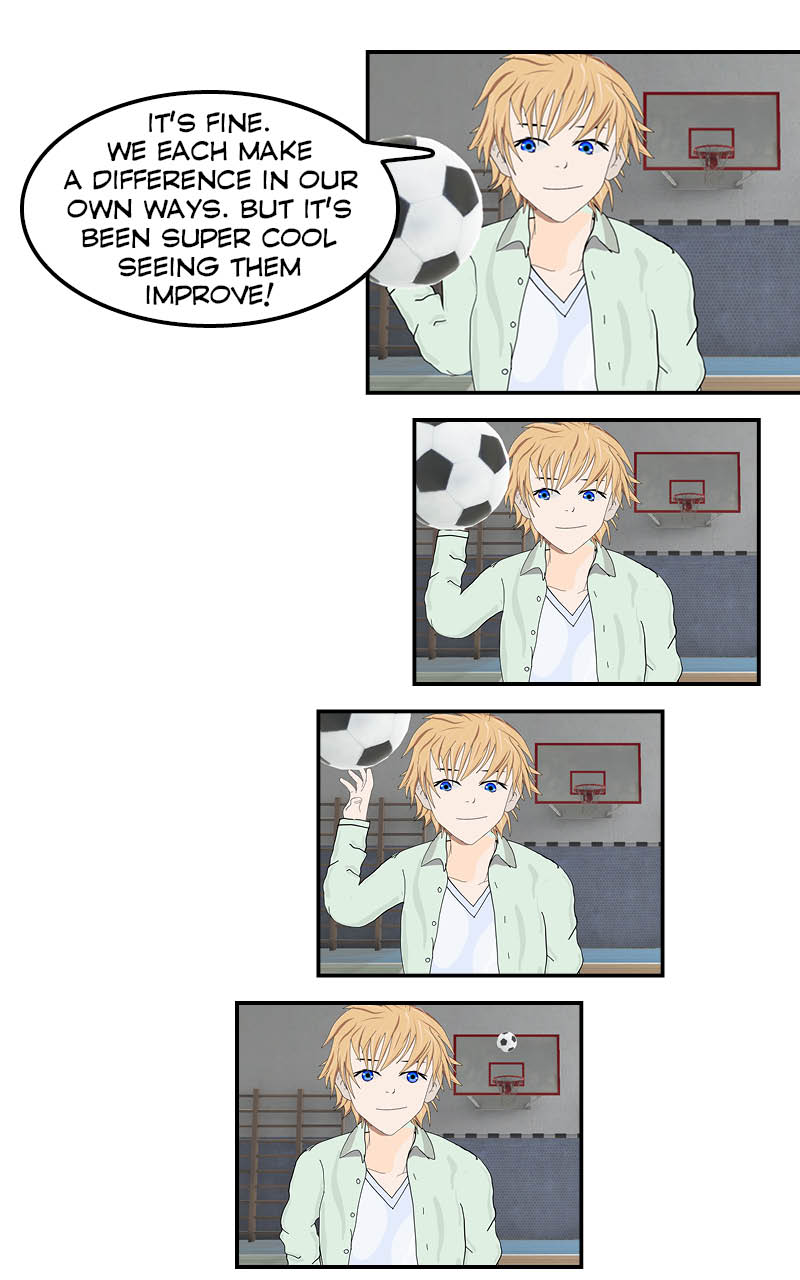 IT'S FINE.
WE EACH MAKE
A DIFFERENCE IN OUR
OWN WAYS. BUT IT'S
BEEN SUPER COOL
SEEING THEM
IMPROVE!